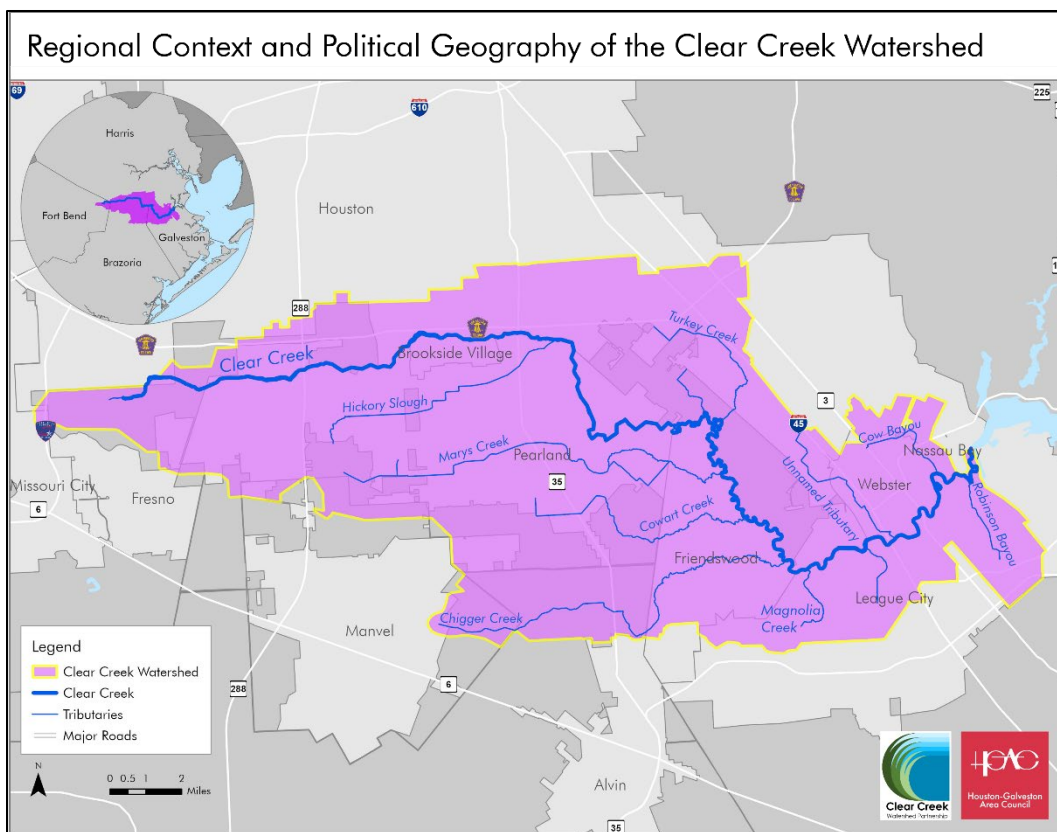 Regional Context and Political Geography of the Clear Creek Watershed
69
610
225
Harris
Fort Bend
Galveston
Brazoria
Houston
288
Turkey Creek
Clear Creek
Brookside Village
Hickory Slough
3
45
Cow Bayou
Nassau Bay
Marys Creek
Pearland
Unnamed Tributary
Webster
Missouri City
Fresno
6
35
Robinson Bayou
Cowart Creek
Friendswood
League City
Chigger Creek
Magnolia
Creek
Manvel
288
6
Alvin
35
Legend
Clear Creek Watershed
Clear Creek
Tributaries
Major Roads
N
0 0.5 1 2
Miles
Clear Creek
Watershed Partnership
Houston-Galveston
Area Council